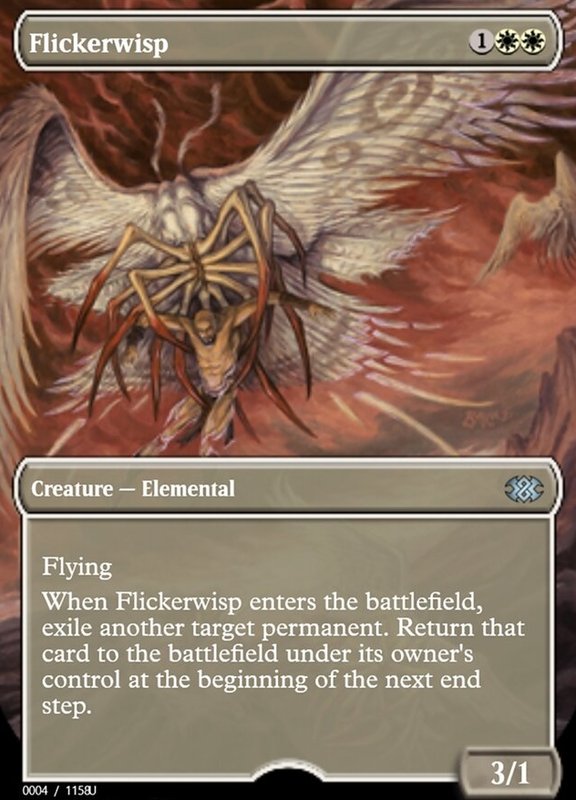 Flickerwisp 1
Creature — Elemental
Flying
When Flickerwisp enters the battlefield,
exile another target permanent. Return that
card to the battlefield under its owner's
control at the beginning of the next end
step.
3/1
0004 / 1158U